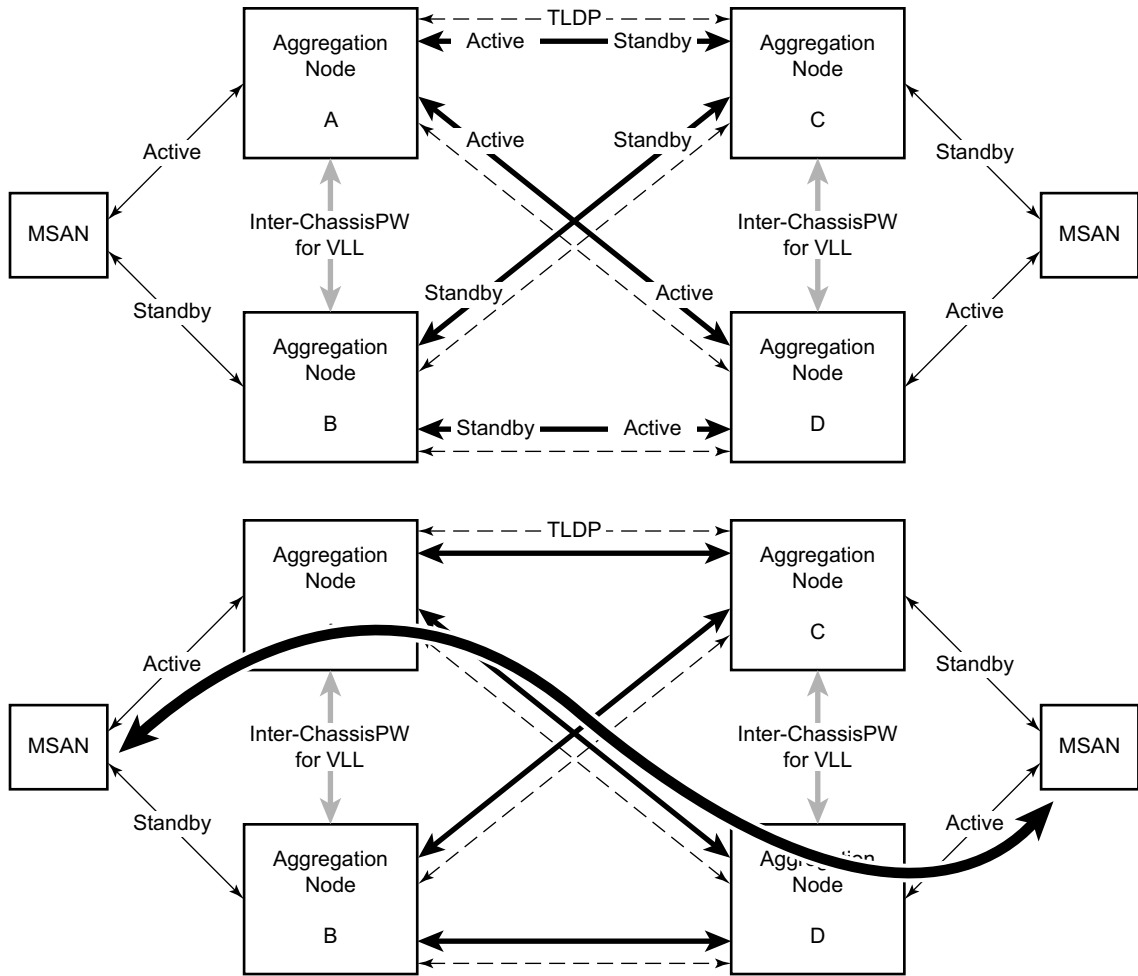 TLDP
Aggregation
Node
A
Active
Standby
Aggregation
Node
C
Active
Standby
Active
Standby
MSAN
Inter-ChassisPW
for VLL
Inter-ChassisPW
for VLL
MSAN
Standby
Standby
Active
Active
Aggregation
Node
B
Aggregation
Node
D
Standby
Active
TLDP
Aggregation
Node
Aggregation
Node
C
Active
Standby
MSAN
Inter-ChassisPW
for VLL
Inter-ChassisPW
for VLL
MSAN
Standby
Active
Aggregation
Node
B
Aggregation
Node
D